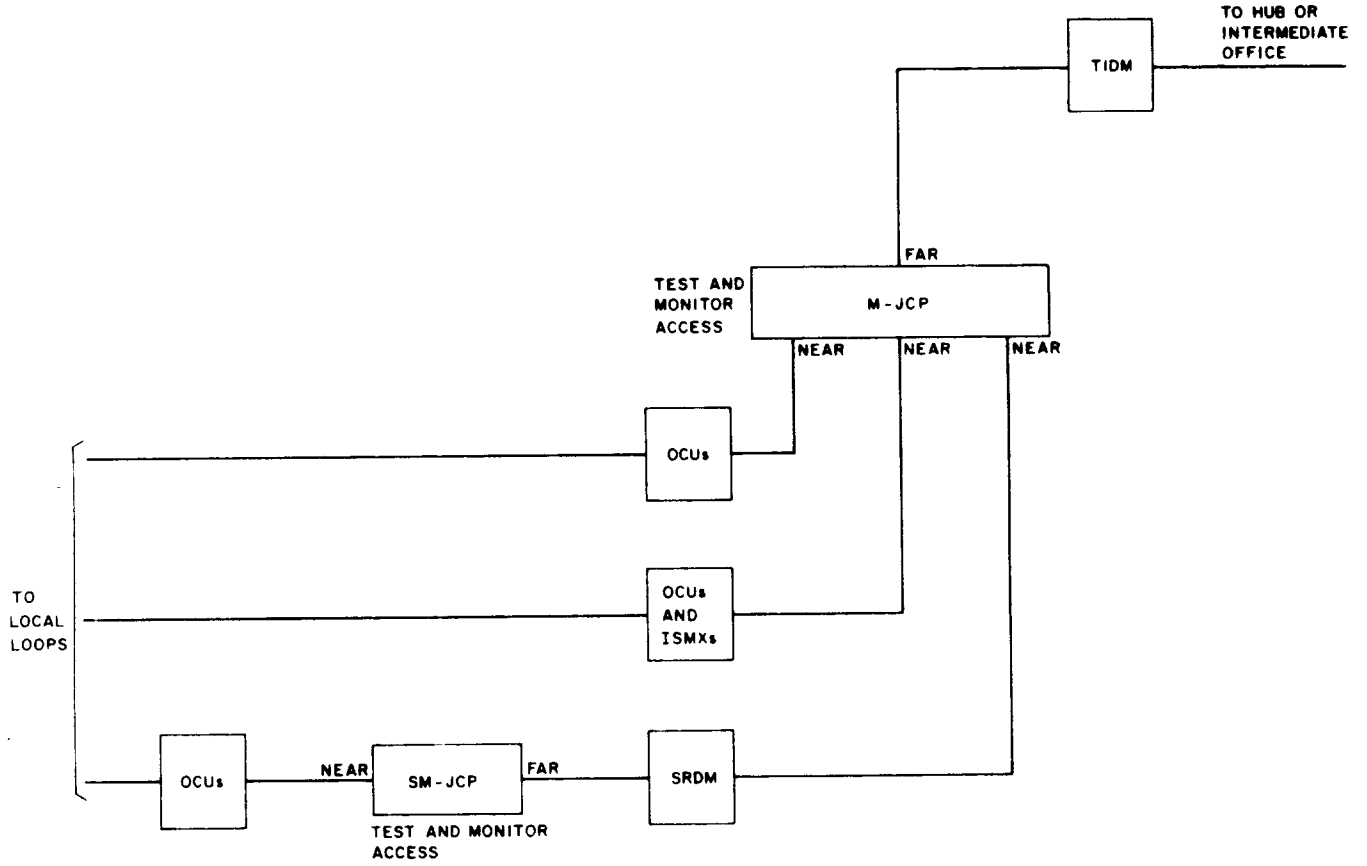 TO HUB OR
INTERMEDIATE
OFFICE
TIDM
FAR
TEST AND
MONITOR
ACCESS
M-JCP
NEAR
NEAR
NEAR
OCUs
TO
LOCAL
LOOPS
OCUs
AND
ISMXs
OCUs
NEAR
SM-JCP
FAR
SRDM
TEST AND MONITOR
ACCESS